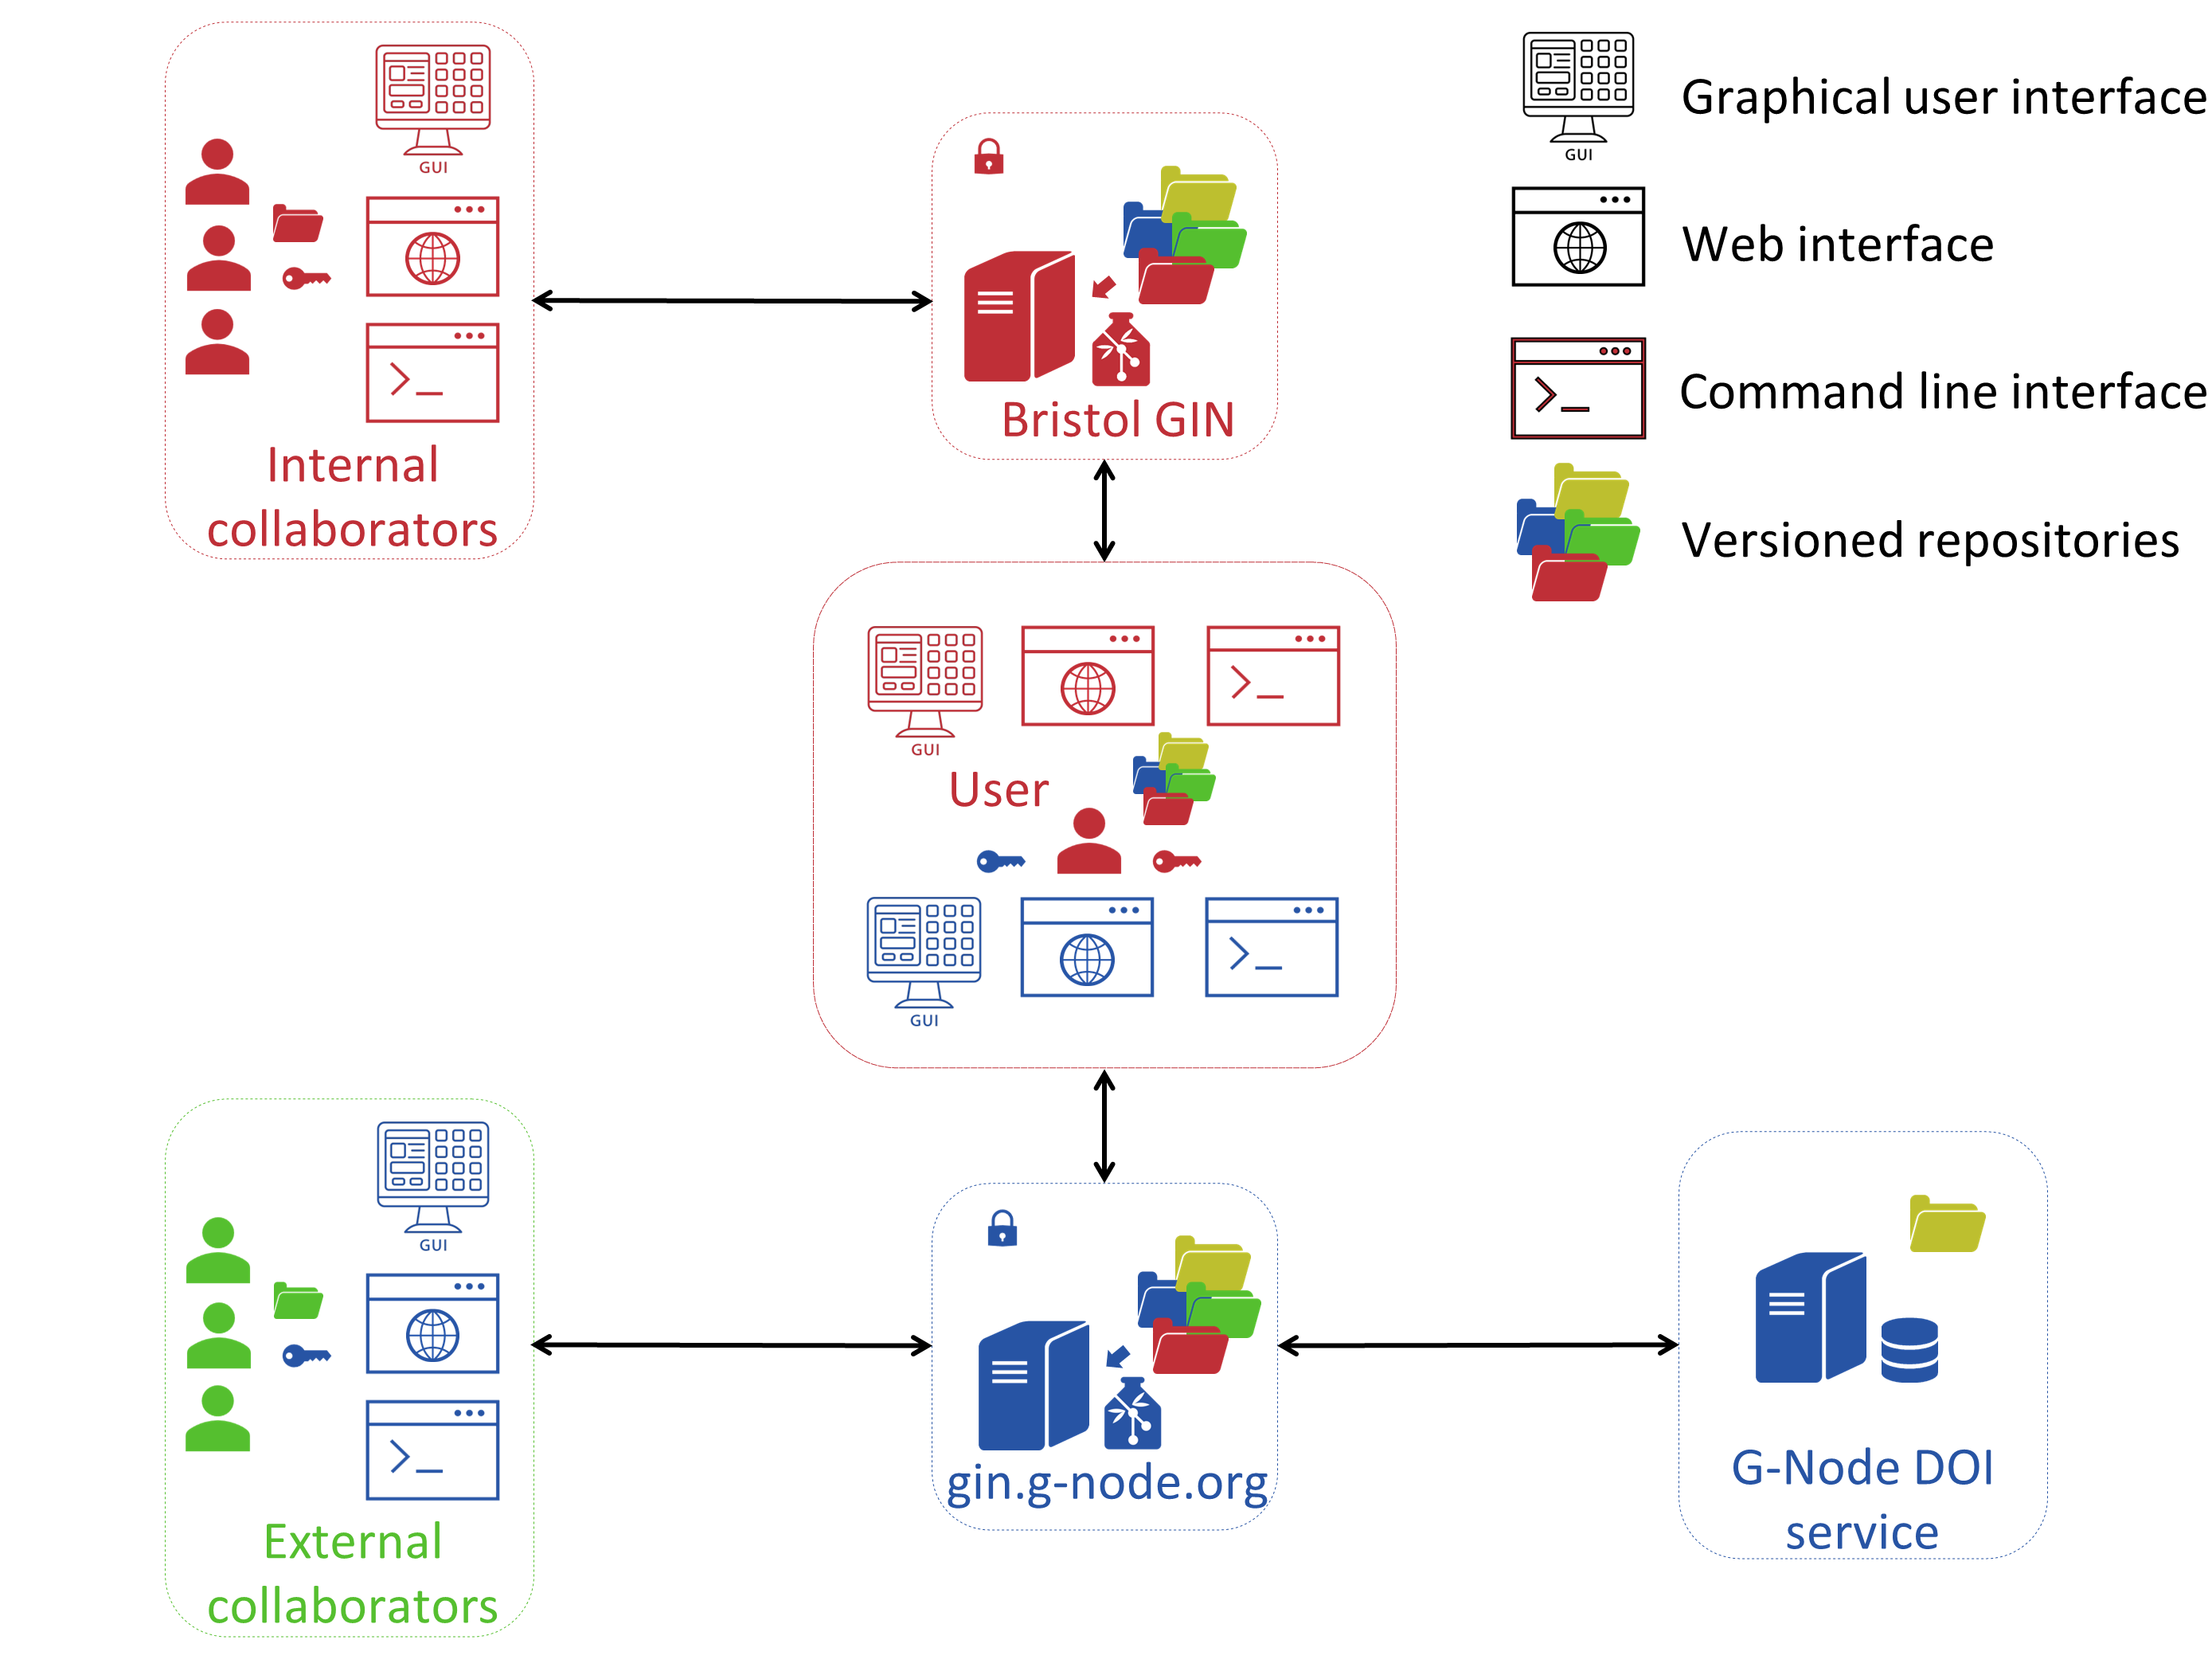 GUI
Internal
collaborators
Bristol GIN
GUI
Graphical user interface
Web interface
Command line interface
Versioned repositories
GUI
User
GUI
GUI
External
collaborators
gin.g-node.org
G-Node DOI
service